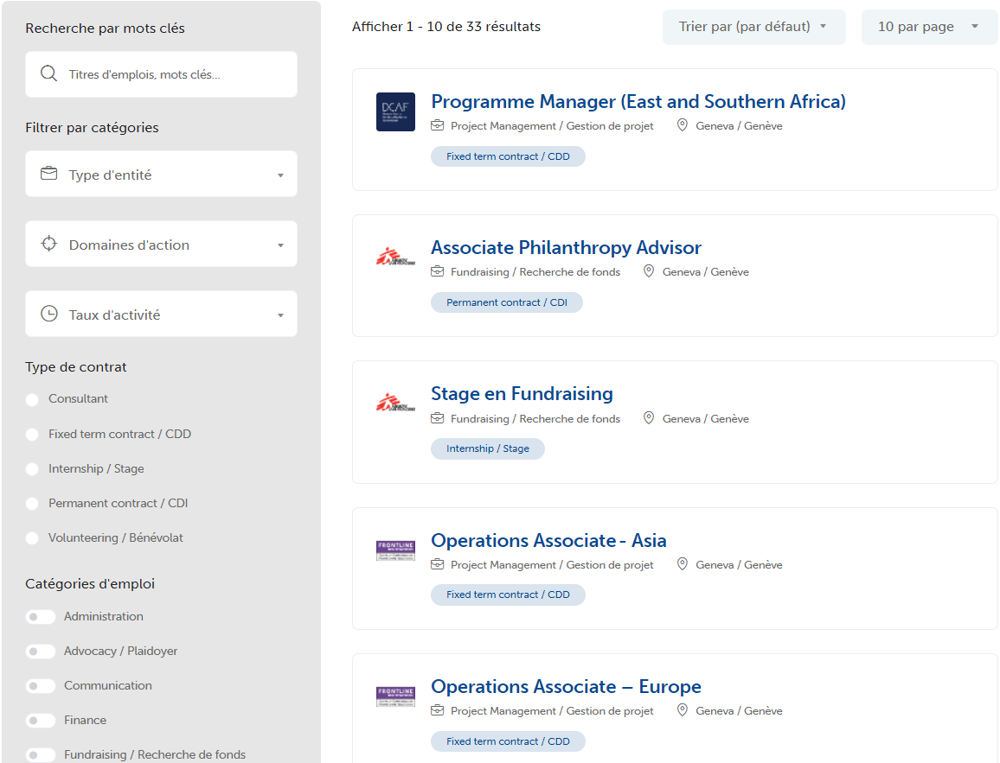 Recherche par mots clés
Titres d'emplois, mots clés...
Filtrer par catégories
Type d'entité
Domaines d'action
Taux d'activité
Type de contrat
Consultant
Fixed term contract / CDD
Internship / Stage
Permanent contract / CDI
Volunteering / Bénévolat
Catégories d'emploi
Administration
Advocacy / Plaidoyer
Communication
Finance
Fundraising / Recherche de fonds
Afficher 1 - 10 de 33 résultats
Trier par (par défaut)
10 par page
DCAF
Programme Manager (East and Southern Africa)
Project Management / Gestion de projet Geneva / Genève
Fixed term contract / CDD
Associate Philanthropy Advisor
Fundraising / Recherche de fonds Geneva / Genève
Permanent contract / CDI
Stage en Fundraising
Fundraising / Recherche de fonds Geneva / Genève
Internship / Stage
FRONTLINE
Operations Associate - Asia
Project Management / Gestion de projet Geneva / Genève
Fixed term contract / CDD
FRONTLINE
Operations Associate – Europe
Project Management / Gestion de projet Geneva / Genève
Fixed term contract / CDD